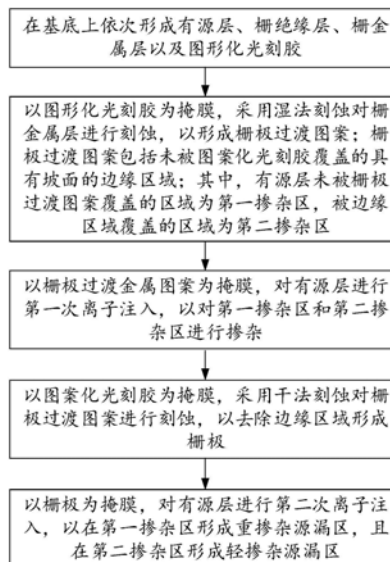 在基底上依次形成有源层、栅绝缘层、栅金
属层以及图形化光刻胶
以图形化光刻胶为掩膜，采用湿法刻蚀对栅
金属层进行刻蚀，以形成栅极过渡图案；栅
极过渡图案包括未被图案化光刻胶覆盖的具
有坡面的边缘区域；其中，有源层未被栅极
过渡图案覆盖的区域为第一掺杂区，被边缘
区域覆盖的区域为第二掺杂区
以栅极过渡金属图案为掩膜，对有源层进行
第一次离子注入，以对第一掺杂区和第二掺
杂区进行掺杂
以图案化光刻胶为掩膜，采用干法刻蚀对栅
极过渡图案进行刻蚀，以去除边缘区域形成
栅极
以栅极为掩膜，对有源层进行第二次离子注
入，以在第一掺杂区形成重掺杂源漏区，且
在第二掺杂区形成轻掺杂源漏区